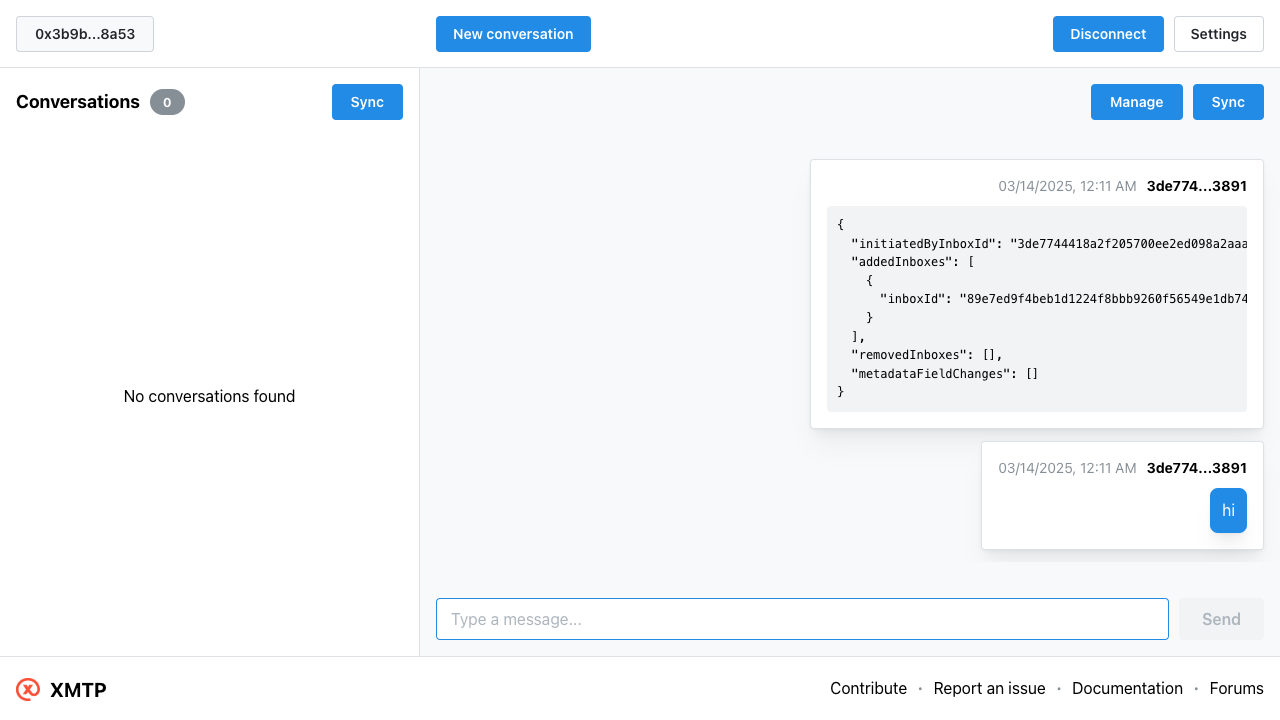 0x3b9b...8a53
New conversation
Disconnect
Settings
Conversations 0
Sync
Manage
Sync
03/14/2025, 12:11 AM 3de774...3891
{
"initiatedByInboxId": "3de7744418a2f205700ee2ed098a2aaa
"addedInboxes": [
{
"inboxId": "89e7ed9f4beb1d1224f8bbb9260f56549e1db74
}
],
"removedInboxes": [],
"metadataFieldChanges": []
}
03/14/2025, 12:11 AM 3de774...3891
hi
No conversations found
Type a message...
Send
XMTP
Contribute • Report an issue • Documentation • Forums